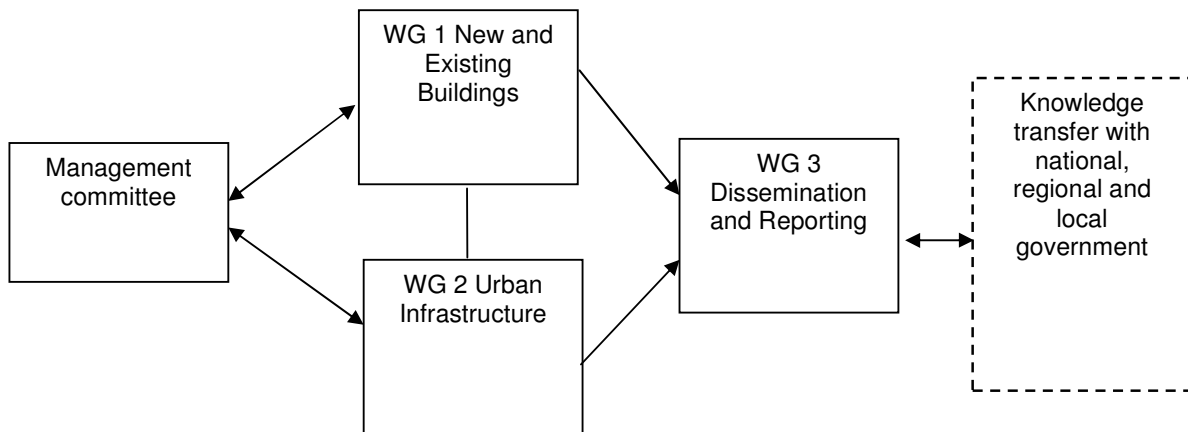 Management
committee
WG 1 New and
Existing
Buildings
WG 2 Urban
Infrastructure
WG 3
Dissemination
and Reporting
Knowledge
transfer with
national,
regional and
local
government